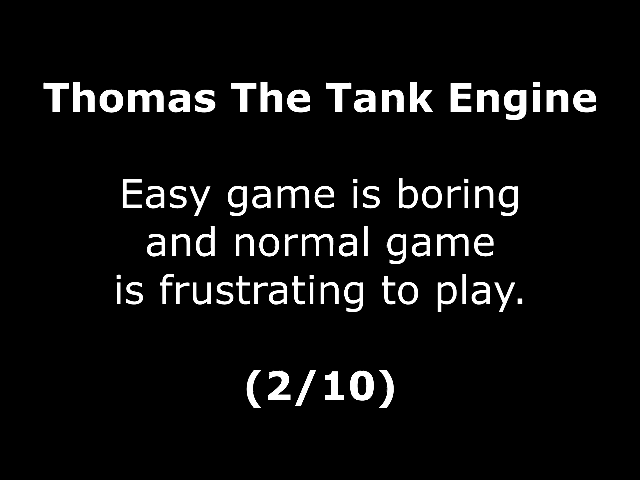 Thomas The Tank Engine
Easy game is boring
and normal game
is frustrating to play.
(2/10)